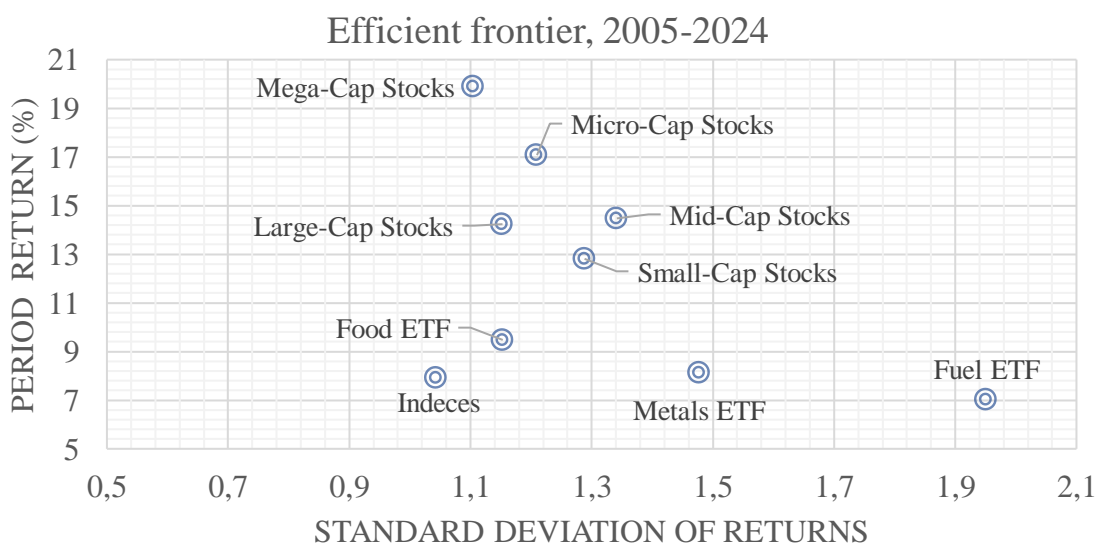 Efficient frontier, 2005-2024
PERIOD RETURN (%)
21
19
17
15
13
11
9
7
5
Mega-Cap Stocks
Micro-Cap Stocks
Large-Cap Stocks
Mid-Cap Stocks
Small-Cap Stocks
Food ETF
Indeces
Metals ETF
Fuel ETF
0,5 0,7 0,9 1,1 1,3 1,5 1,7 1,9 2,1
STANDARD DEVIATION OF RETURNS